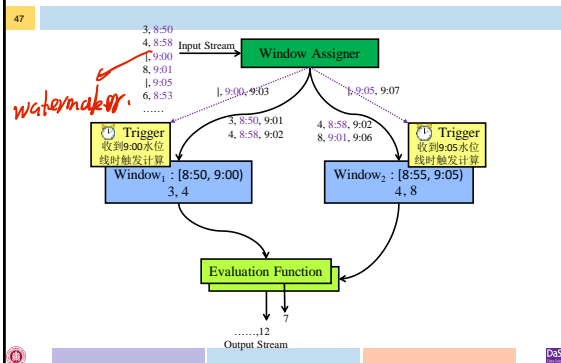 47
3, 8:50
4, 8:58
|, 9:00
8, 9:01
|, 9:05
6, 8:53
……
Input Stream
Window Assigner
watermaker.
|, 9:00, 9:03
|, 9:05, 9:07
3, 8:50, 9:01
4, 8:58, 9:02
4, 8:58, 9:02
8, 9:01, 9:06
Trigger
收到9:00水位
线时触发计算
Trigger
收到9:05水位
线时触发计算
Window₁ : [8:50, 9:00)
3, 4
Window₂ : [8:55, 9:05)
4, 8
Evaluation Function
7
……,12
Output Stream
DaS